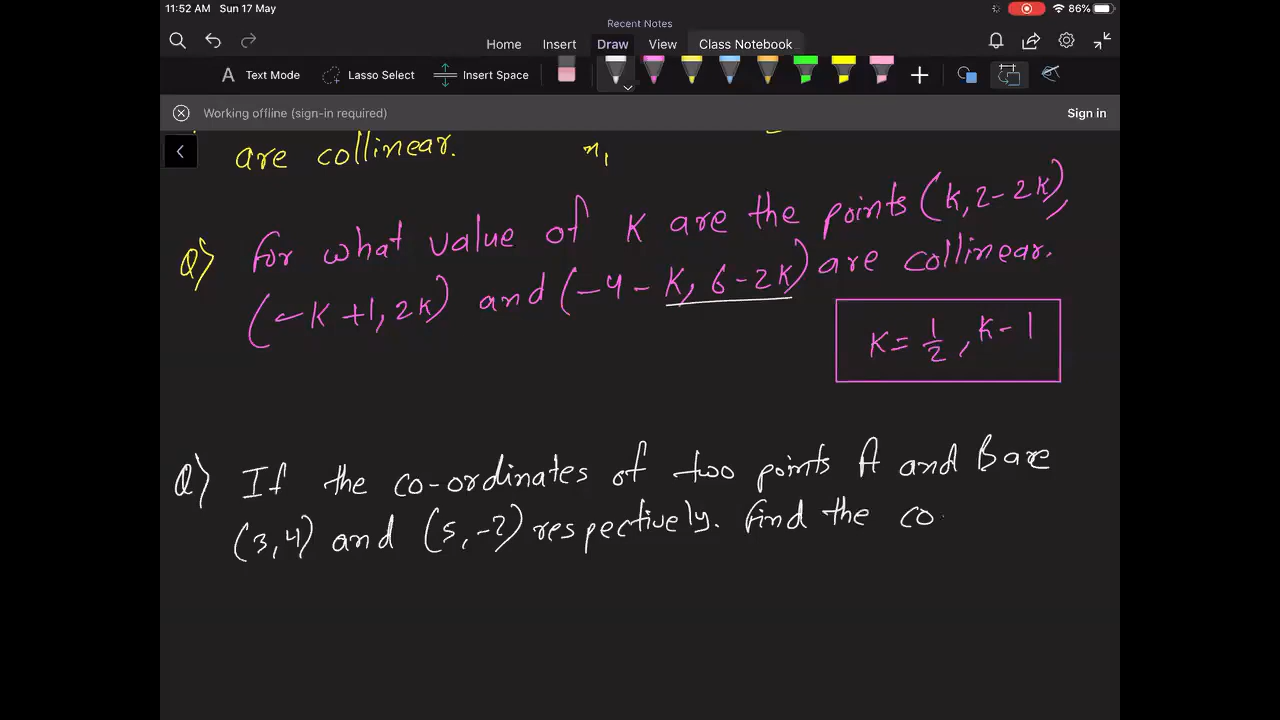 11:52 AM Sun 17 May
86%
Recent Notes
Home Insert Draw View Class Notebook
A Text Mode Lasso Select Insert Space
Working offline (sign-in required) Sign in
are collinear. x1
Q) For what value of K are the points (K, 2-2K),
(-K+1, 2K) and (-4-K, 6-2K) are collinear.
K = 1/2, K-1
Q) If the co-ordinates of two points A and B are
(3,4) and (5,-2) respectively. Find the co